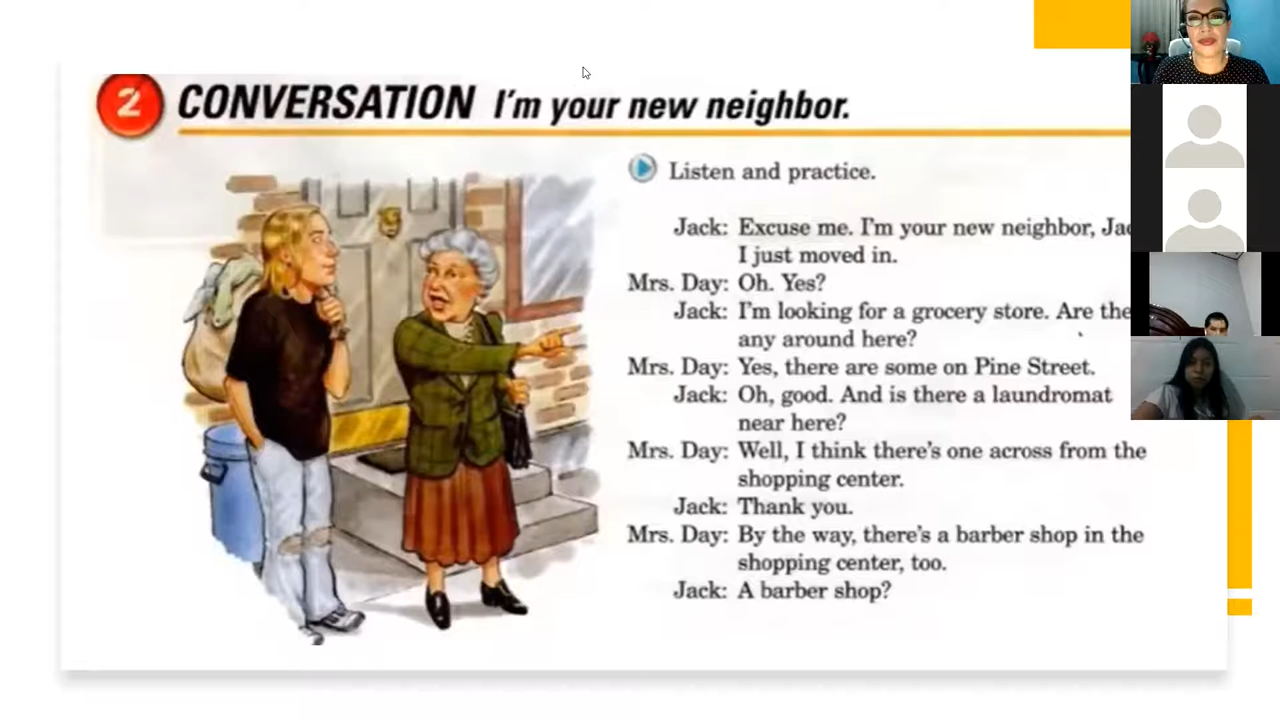 2 CONVERSATION I'm your new neighbor.
Listen and practice.
Jack: Excuse me. I'm your new neighbor,
I just moved in.
Mrs. Day: Oh. Yes?
Jack: I'm looking for a grocery store. Are
any around here?
Mrs. Day: Yes, there are some on Pine Street.
Jack: Oh, good. And is there a laundromat
near here?
Mrs. Day: Well, I think there's one across from the
shopping center.
Jack: Thank you.
Mrs. Day: By the way, there's a barber shop in the
shopping center, too.
Jack: A barber shop?